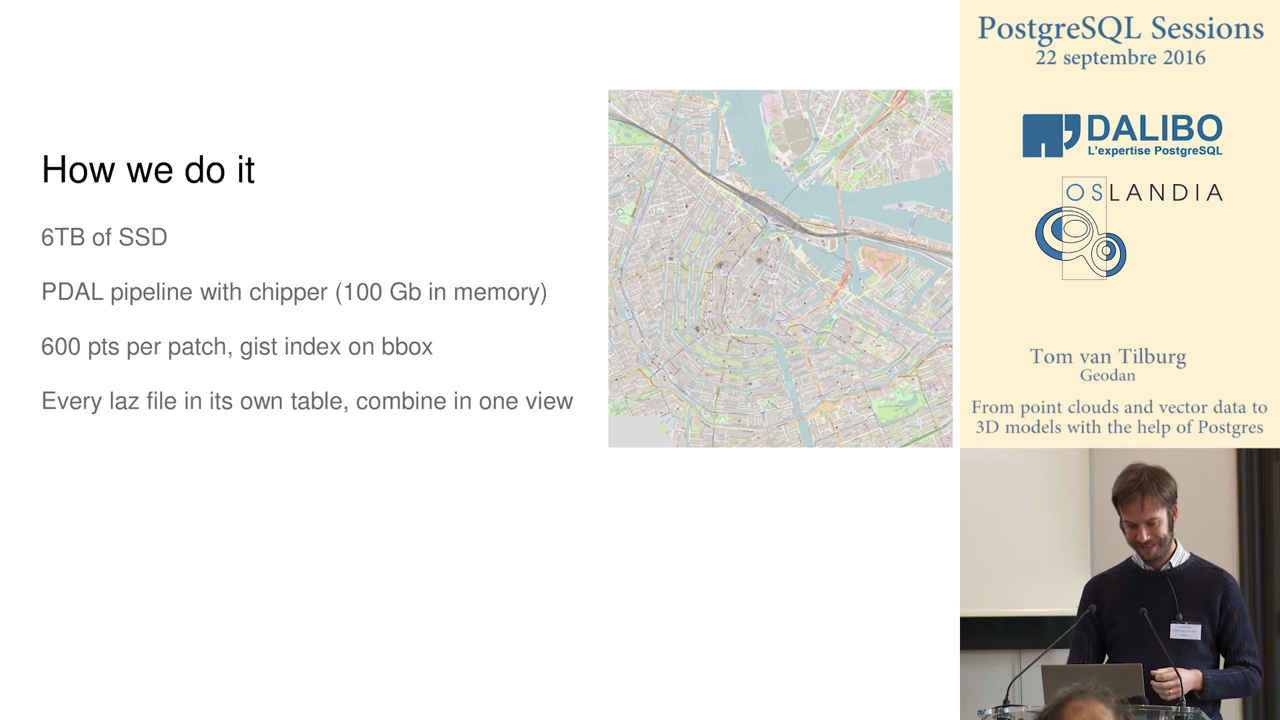 How we do it
6TB of SSD
PDAL pipeline with chipper (100 Gb in memory)
600 pts per patch, gist index on bbox
Every laz file in its own table, combine in one view
PostgreSQL Sessions
22 septembre 2016
DALIBO
L'expertise PostgreSQL
OSLANDIA
Tom van Tilburg
Geodan
From point clouds and vector data to
3D models with the help of Postgres